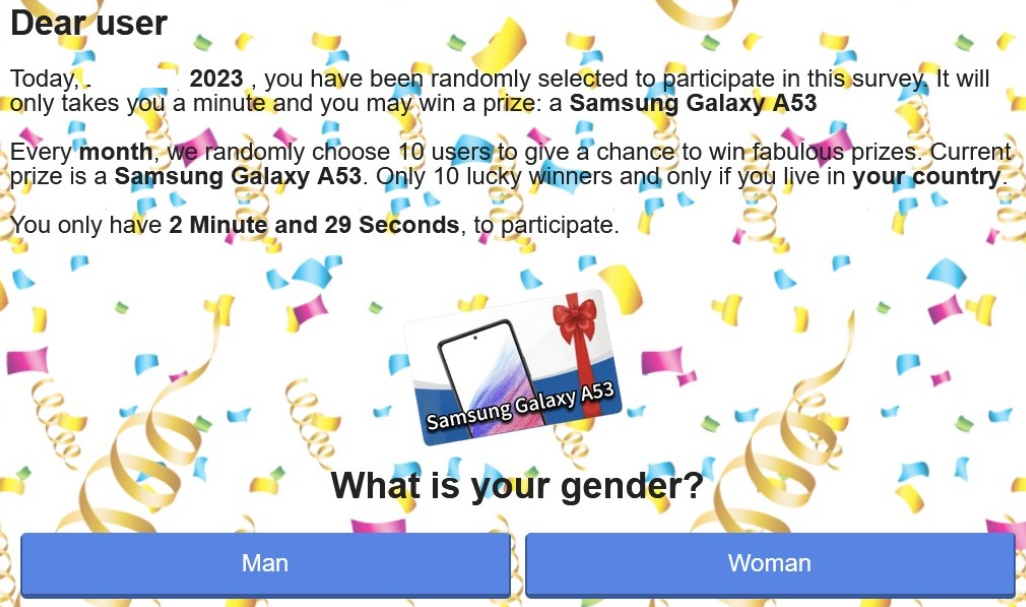 Dear user
Today, 2023 , you have been randomly selected to participate in this survey. It will
only takes you a minute and you may win a prize: a Samsung Galaxy A53
Every month, we randomly choose 10 users to give a chance to win fabulous prizes. Current
prize is a Samsung Galaxy A53. Only 10 lucky winners and only if you live in your country.
You only have 2 Minute and 29 Seconds, to participate.
Samsung Galaxy A53
What is your gender?
Man
Woman